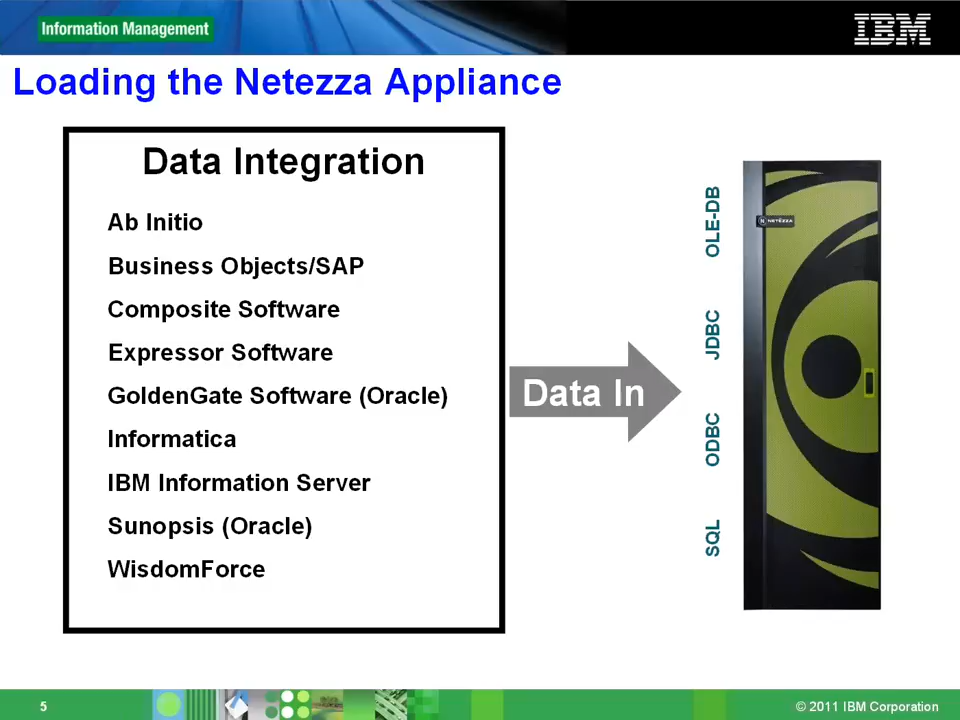 Information Management
IBM
Loading the Netezza Appliance
Data Integration
Ab Initio
Business Objects/SAP
Composite Software
Expressor Software
GoldenGate Software (Oracle)
Informatica
IBM Information Server
Sunopsis (Oracle)
WisdomForce
Data In
OLE-DB
JDBC
ODBC
SQL
NETEZZA
5
© 2011 IBM Corporation